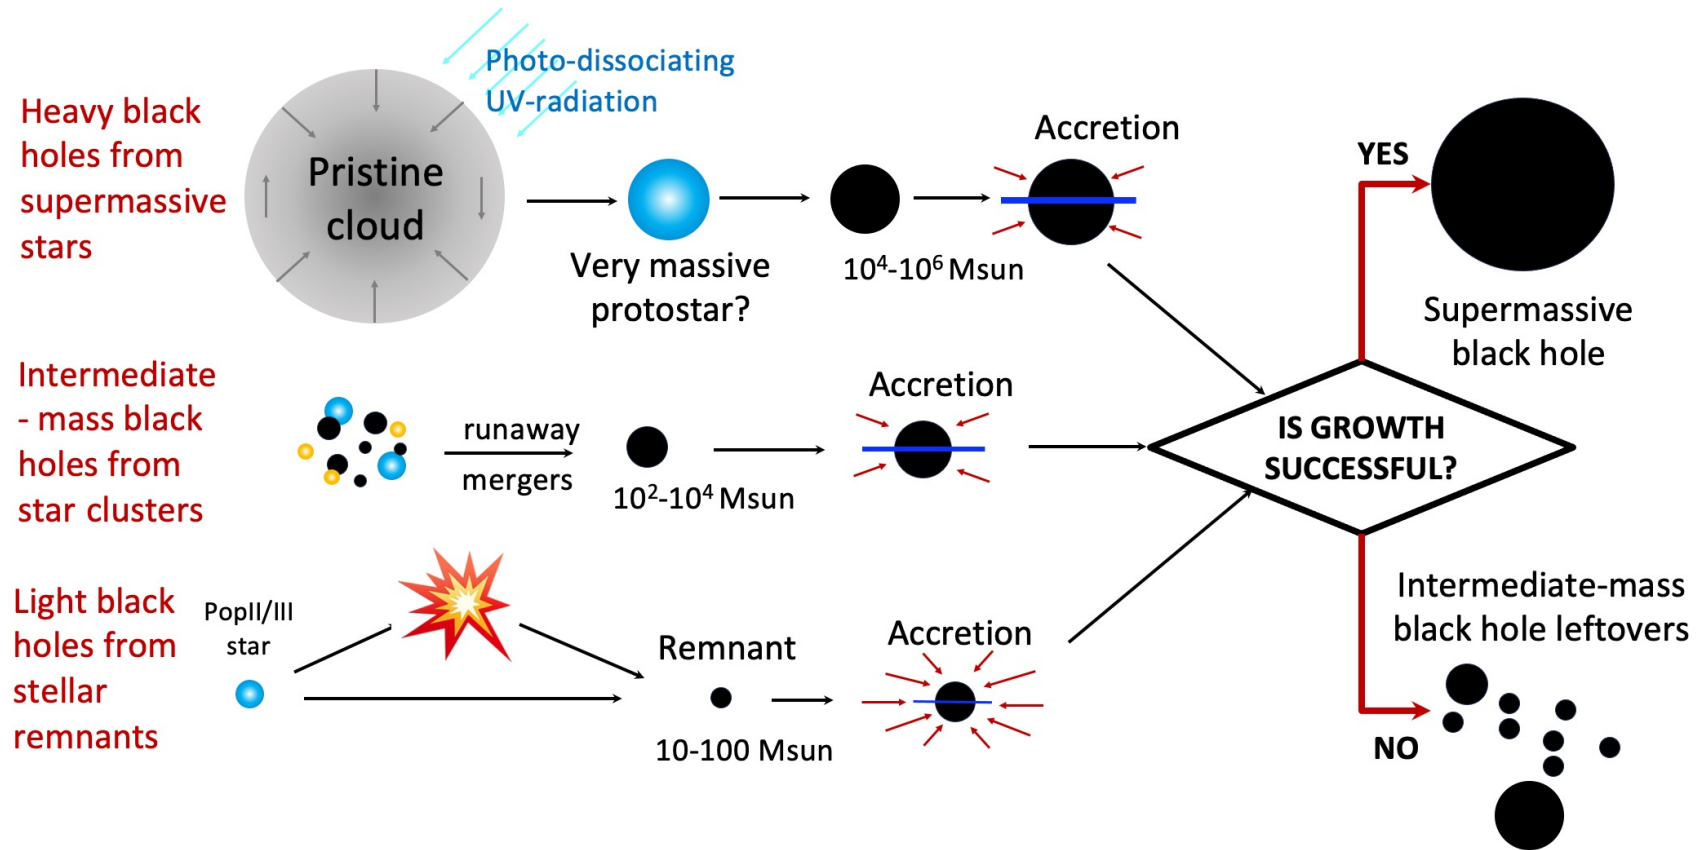 Heavy black
holes from
supermassive
stars
Photo-dissociating
UV-radiation
Pristine
cloud
Very massive
protostar?
10⁴-10⁶ Msun
Accretion
YES
Supermassive
black hole
Intermediate
- mass black
holes from
star clusters
runaway
mergers
10²-10⁴ Msun
Accretion
IS GROWTH
SUCCESSFUL?
Light black
holes from
stellar
remnants
PopII/III
star
Remnant
10-100 Msun
Accretion
Intermediate-mass
black hole leftovers
NO